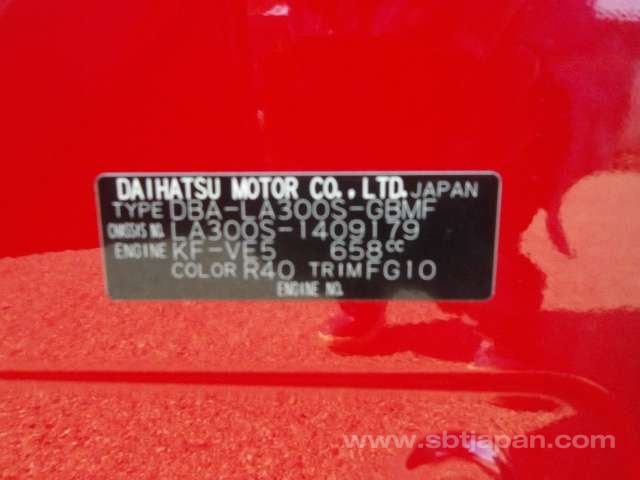 DAIHATSU MOTOR CO., LTD. JAPAN
TYPE DBA-LA300S-GBMF
CHASSIS NO. LA300S-1409179
ENGINE KF-VE5 658cc
COLOR R40 TRIM FG10
ENGINE NO.
www.sbtjapan.com